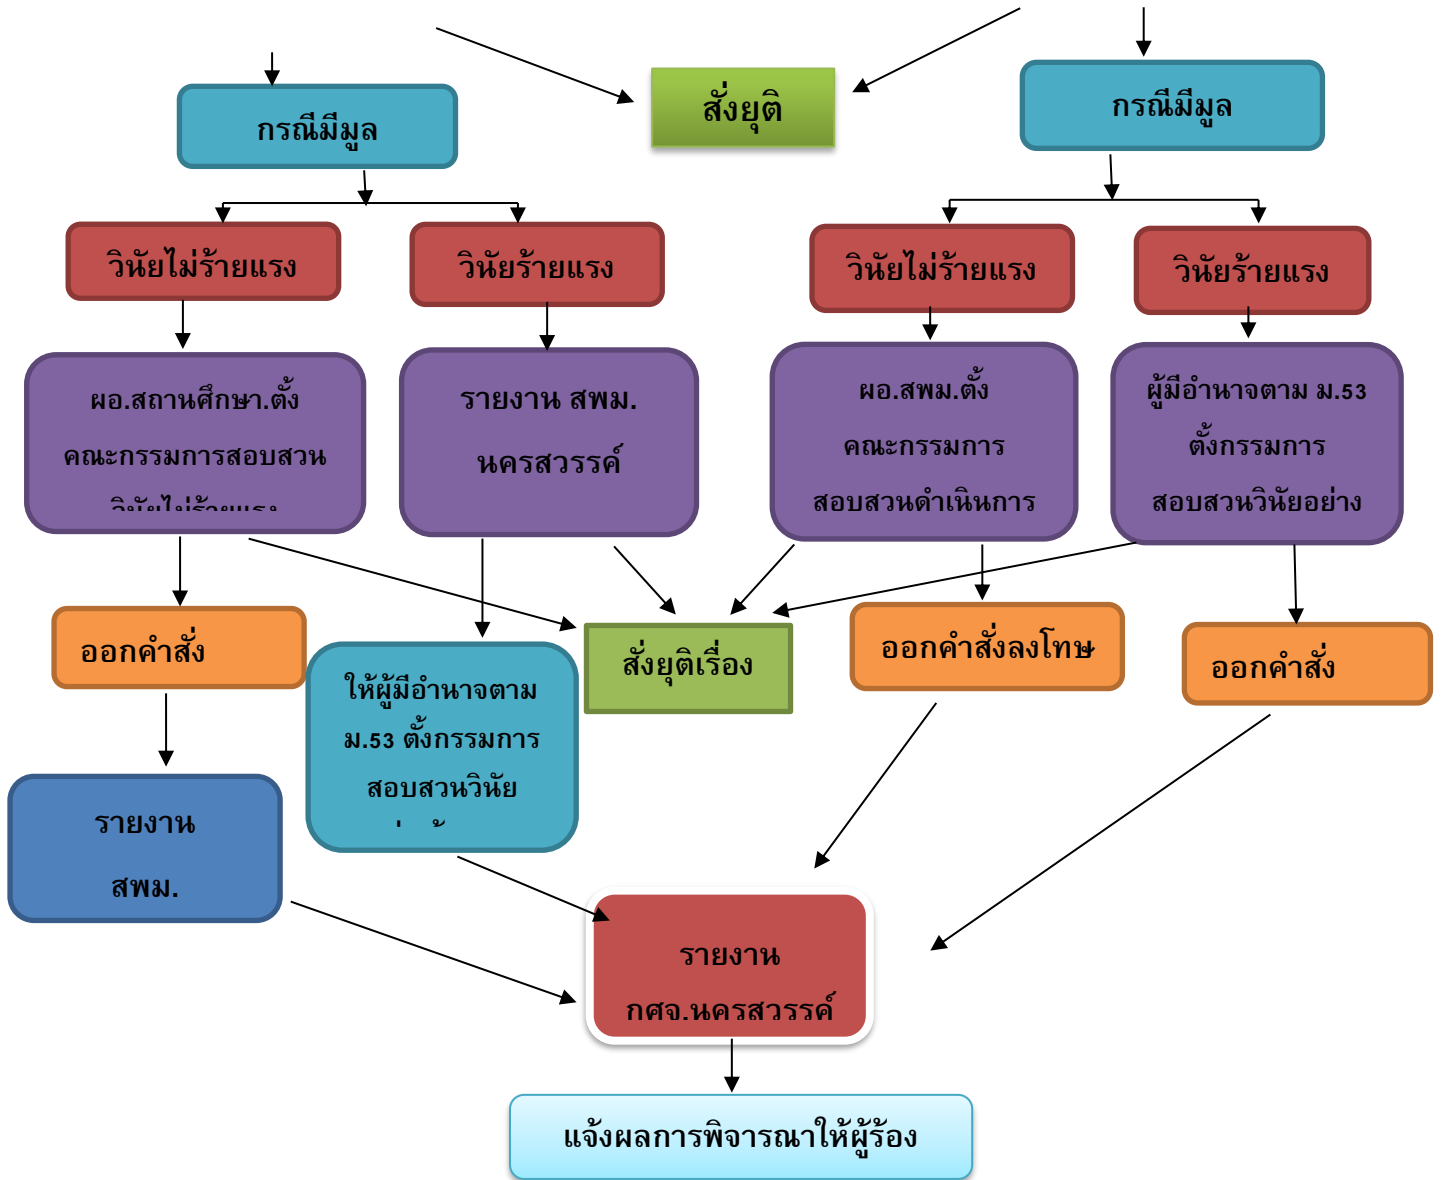 สั่งยุติ
กรณีมีมูล
กรณีมีมูล
วินัยไม่ร้ายแรง
วินัยร้ายแรง
วินัยไม่ร้ายแรง
วินัยร้ายแรง
ผอ.สถานศึกษา.ตั้ง
คณะกรรมการสอบสวน
วินัยไม่ร้ายแรง
รายงาน สพม.
นครสวรรค์
ผอ.สพม.ตั้ง
คณะกรรมการ
สอบสวนดำเนินการ
ผู้มีอำนาจตาม ม.53
ตั้งกรรมการ
สอบสวนวินัยอย่าง
ออกคำสั่ง
ให้ผู้มีอำนาจตาม
ม.53 ตั้งกรรมการ
สอบสวนวินัย
สั่งยุติเรื่อง
ออกคำสั่งลงโทษ
ออกคำสั่ง
รายงาน
สพม.
รายงาน
กศจ.นครสวรรค์
แจ้งผลการพิจารณาให้ผู้ร้อง